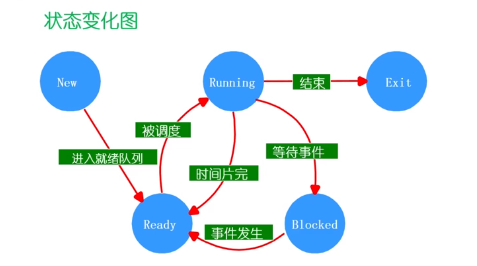 状态变化图
New
Running
结束
Exit
被调度
进入就绪队列
时间片完
等待事件
Ready
事件发生
Blocked